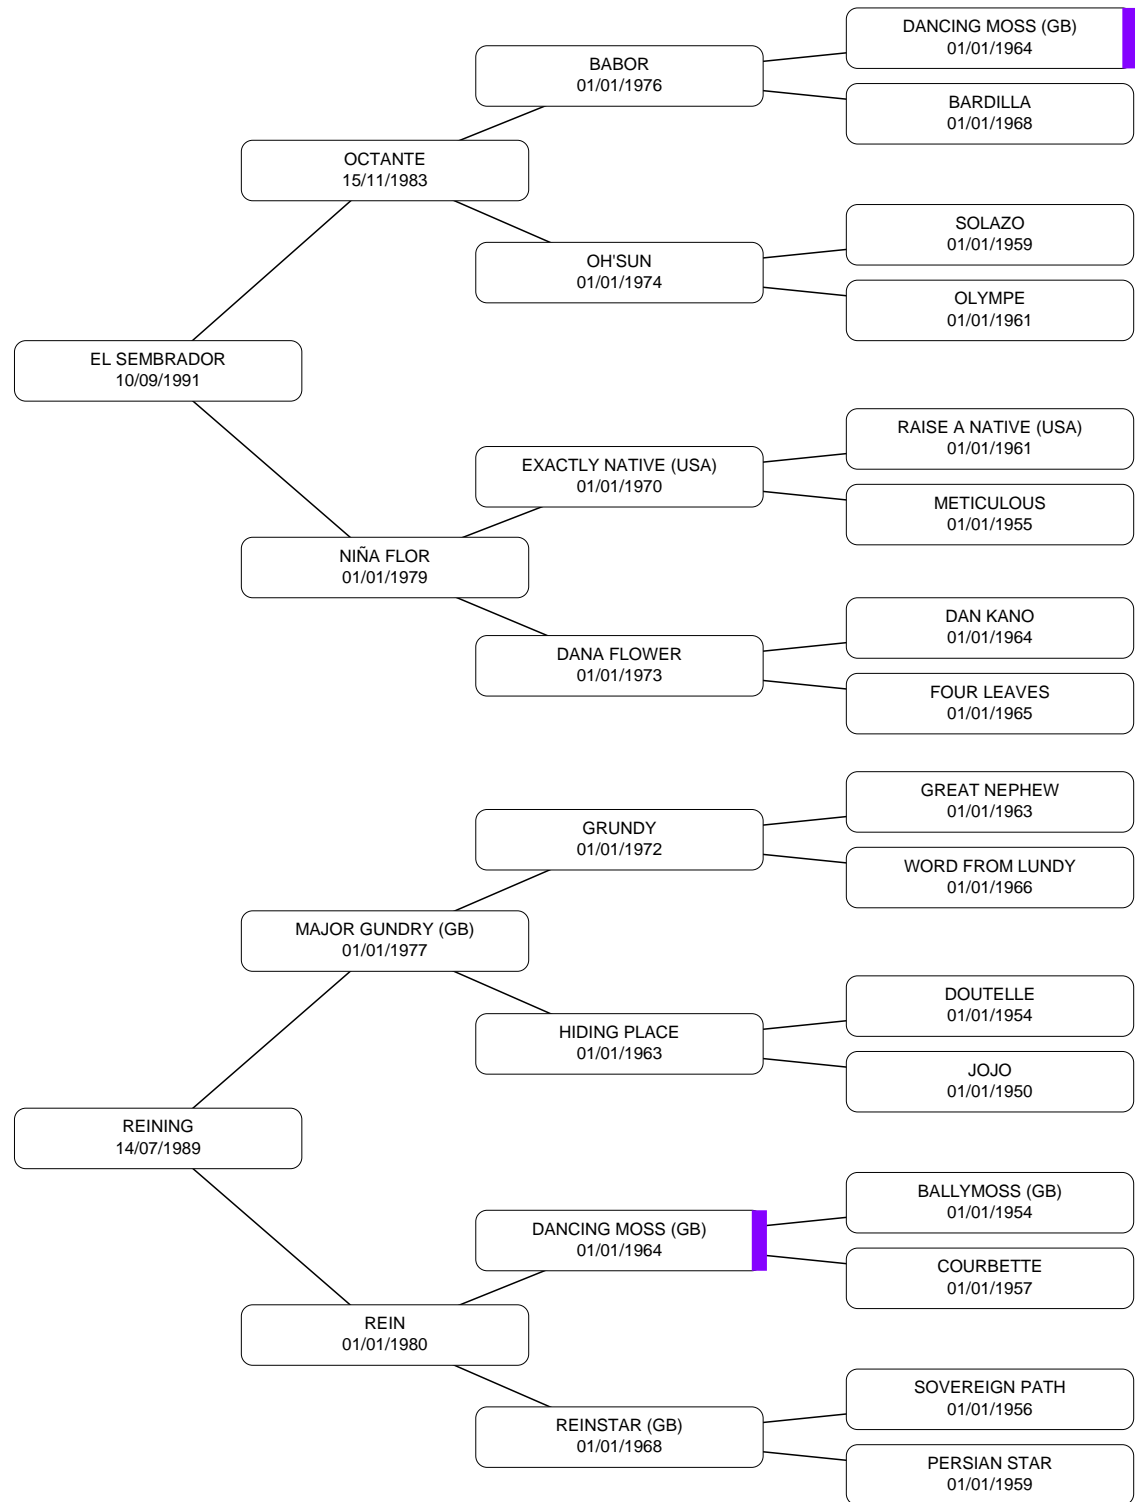 DANCING MOSS (GB)
01/01/1964
BABOR
01/01/1976
BARDILLA
01/01/1968
OCTANTE
15/11/1983
SOLAZO
01/01/1959
OH'SUN
01/01/1974
OLYMPE
01/01/1961
EL SEMBRADOR
10/09/1991
RAISE A NATIVE (USA)
01/01/1961
EXACTLY NATIVE (USA)
01/01/1970
METICULOUS
01/01/1955
NIÑA FLOR
01/01/1979
DAN KANO
01/01/1964
DANA FLOWER
01/01/1973
FOUR LEAVES
01/01/1965
GREAT NEPHEW
01/01/1963
GRUNDY
01/01/1972
WORD FROM LUNDY
01/01/1966
MAJOR GUNDRY (GB)
01/01/1977
DOUTELLE
01/01/1954
HIDING PLACE
01/01/1963
JOJO
01/01/1950
REINING
14/07/1989
BALLYMOSS (GB)
01/01/1954
DANCING MOSS (GB)
01/01/1964
COURBETTE
01/01/1957
REIN
01/01/1980
SOVEREIGN PATH
01/01/1956
REINSTAR (GB)
01/01/1968
PERSIAN STAR
01/01/1959